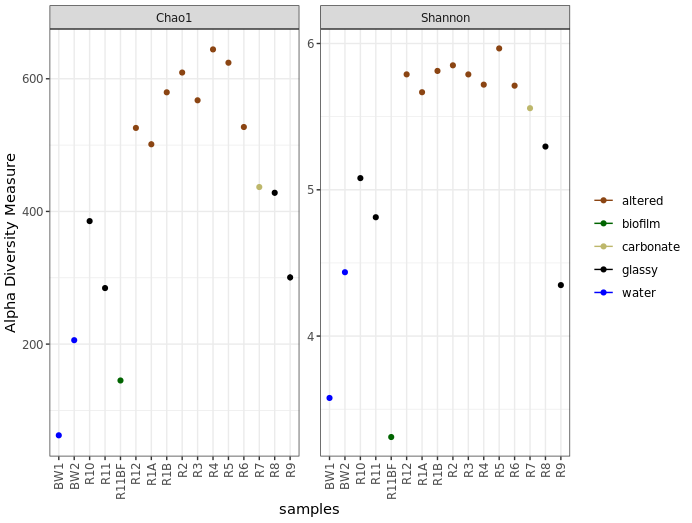 Chao1
Shannon
Alpha Diversity Measure
600
400
200
6
5
4
BW1
BW2
R10
R11
R11BF
R12
R1A
R1B
R2
R3
R4
R5
R6
R7
R8
R9
BW1
BW2
R10
R11
R11BF
R12
R1A
R1B
R2
R3
R4
R5
R6
R7
R8
R9
samples
altered
biofilm
carbonate
glassy
water